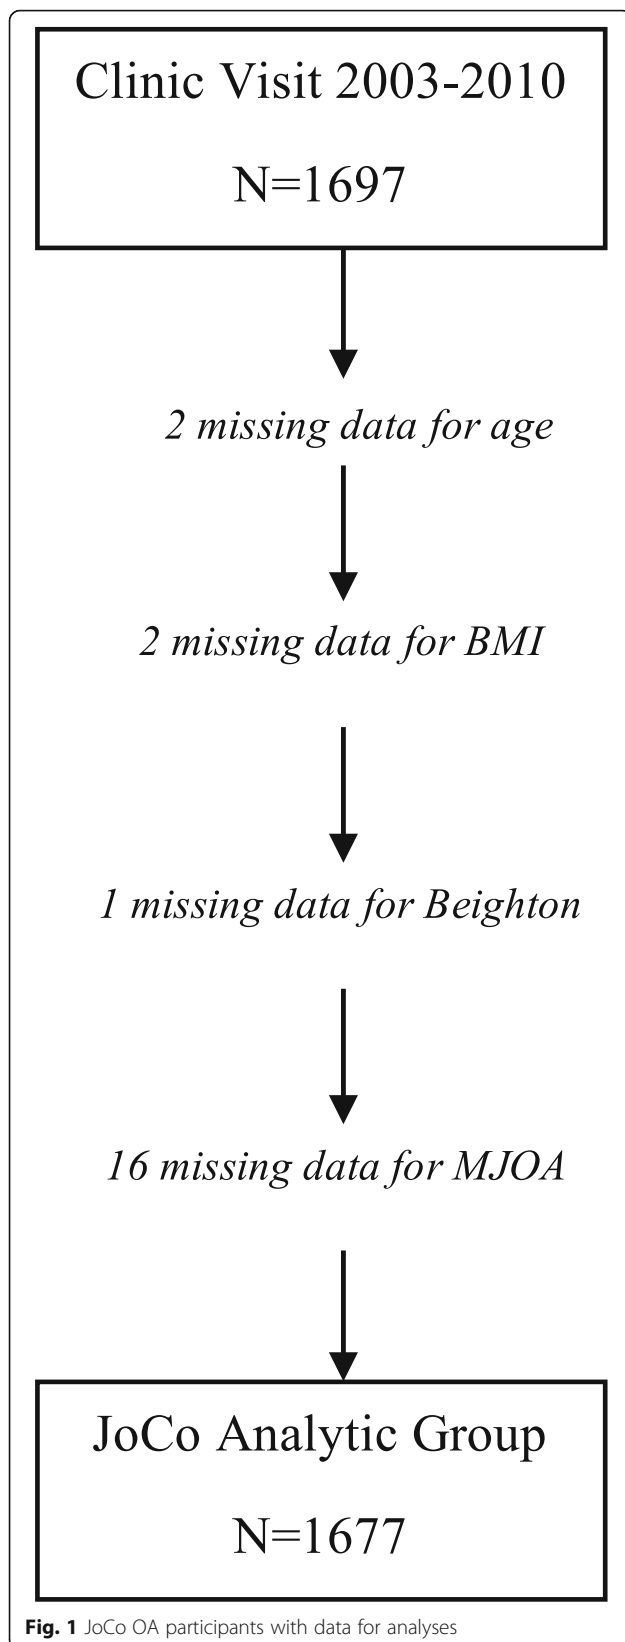 Clinic Visit 2003-2010
N=1697
2 missing data for age
2 missing data for BMI
1 missing data for Beighton
16 missing data for MJOA
JoCo Analytic Group
N=1677
Fig. 1 JoCo OA participants with data for analyses